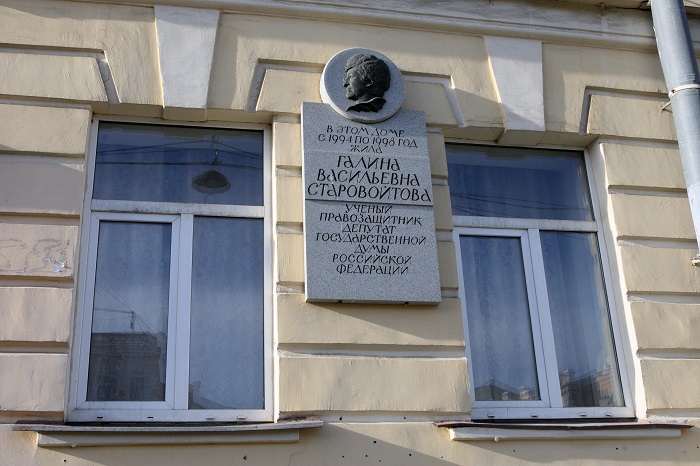 В ЭТОМ ДОМЕ
С 1994 ПО 1998 ГОД
ЖИЛА
ГАЛИНА
ВАСИЛЬЕВНА
СТАРОВОЙТОВА
УЧЕНЫЙ
ПРАВОЗАЩИТНИК
ДЕПУТАТ
ГОСУДАРСТВЕННОЙ
ДУМЫ
РОССИЙСКОЙ
ФЕДЕРАЦИИ